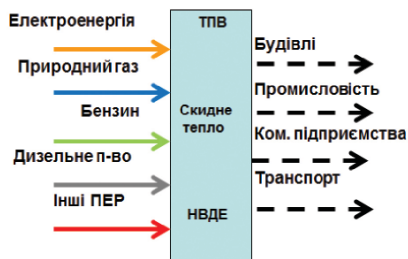 Електроенергія
Природний газ
Бензин
Дизельне п-во
Інші ПЕР
ТПВ
Скидне
тепло
НВДЕ
Будівлі
Промисловість
Ком. підприємства
Транспорт